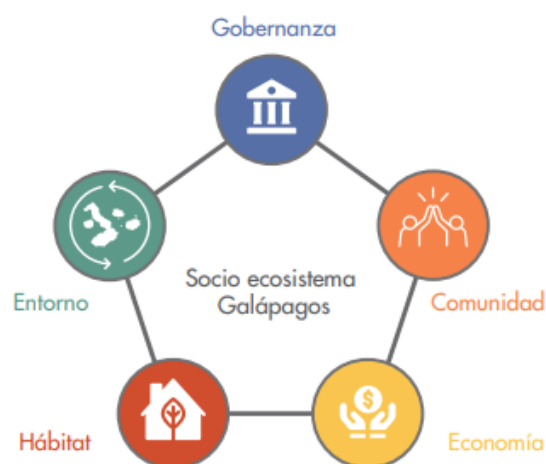 Gobernanza
Socio ecosistema
Galápagos
Entorno
Comunidad
Hábitat
Economía
$